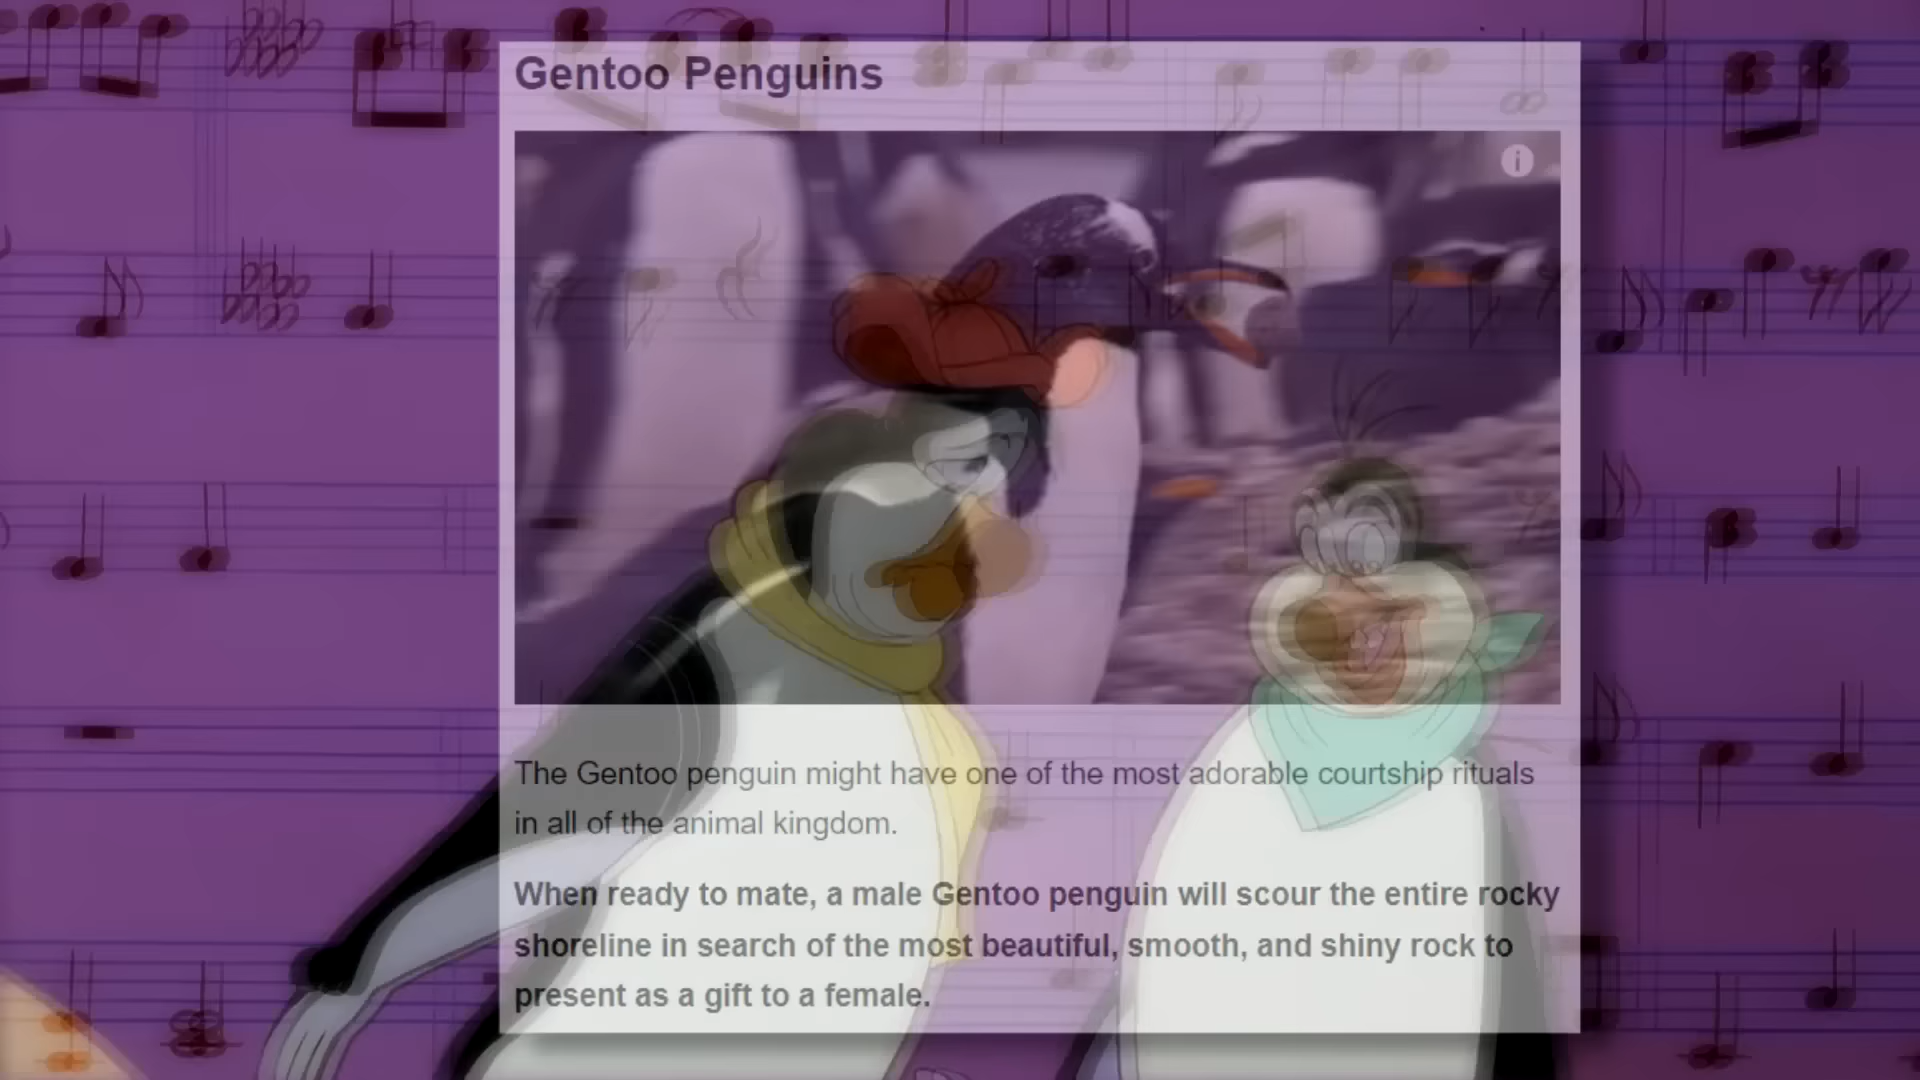 Gentoo Penguins
i
The Gentoo penguin might have one of the most adorable courtship rituals
in all of the animal kingdom.
When ready to mate, a male Gentoo penguin will scour the entire rocky
shoreline in search of the most beautiful, smooth, and shiny rock to
present as a gift to a female.